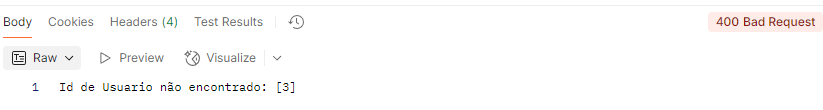 Body Cookies Headers (4) Test Results 400 Bad Request
Raw Preview Visualize
1 Id de Usuario não encontrado: [3]